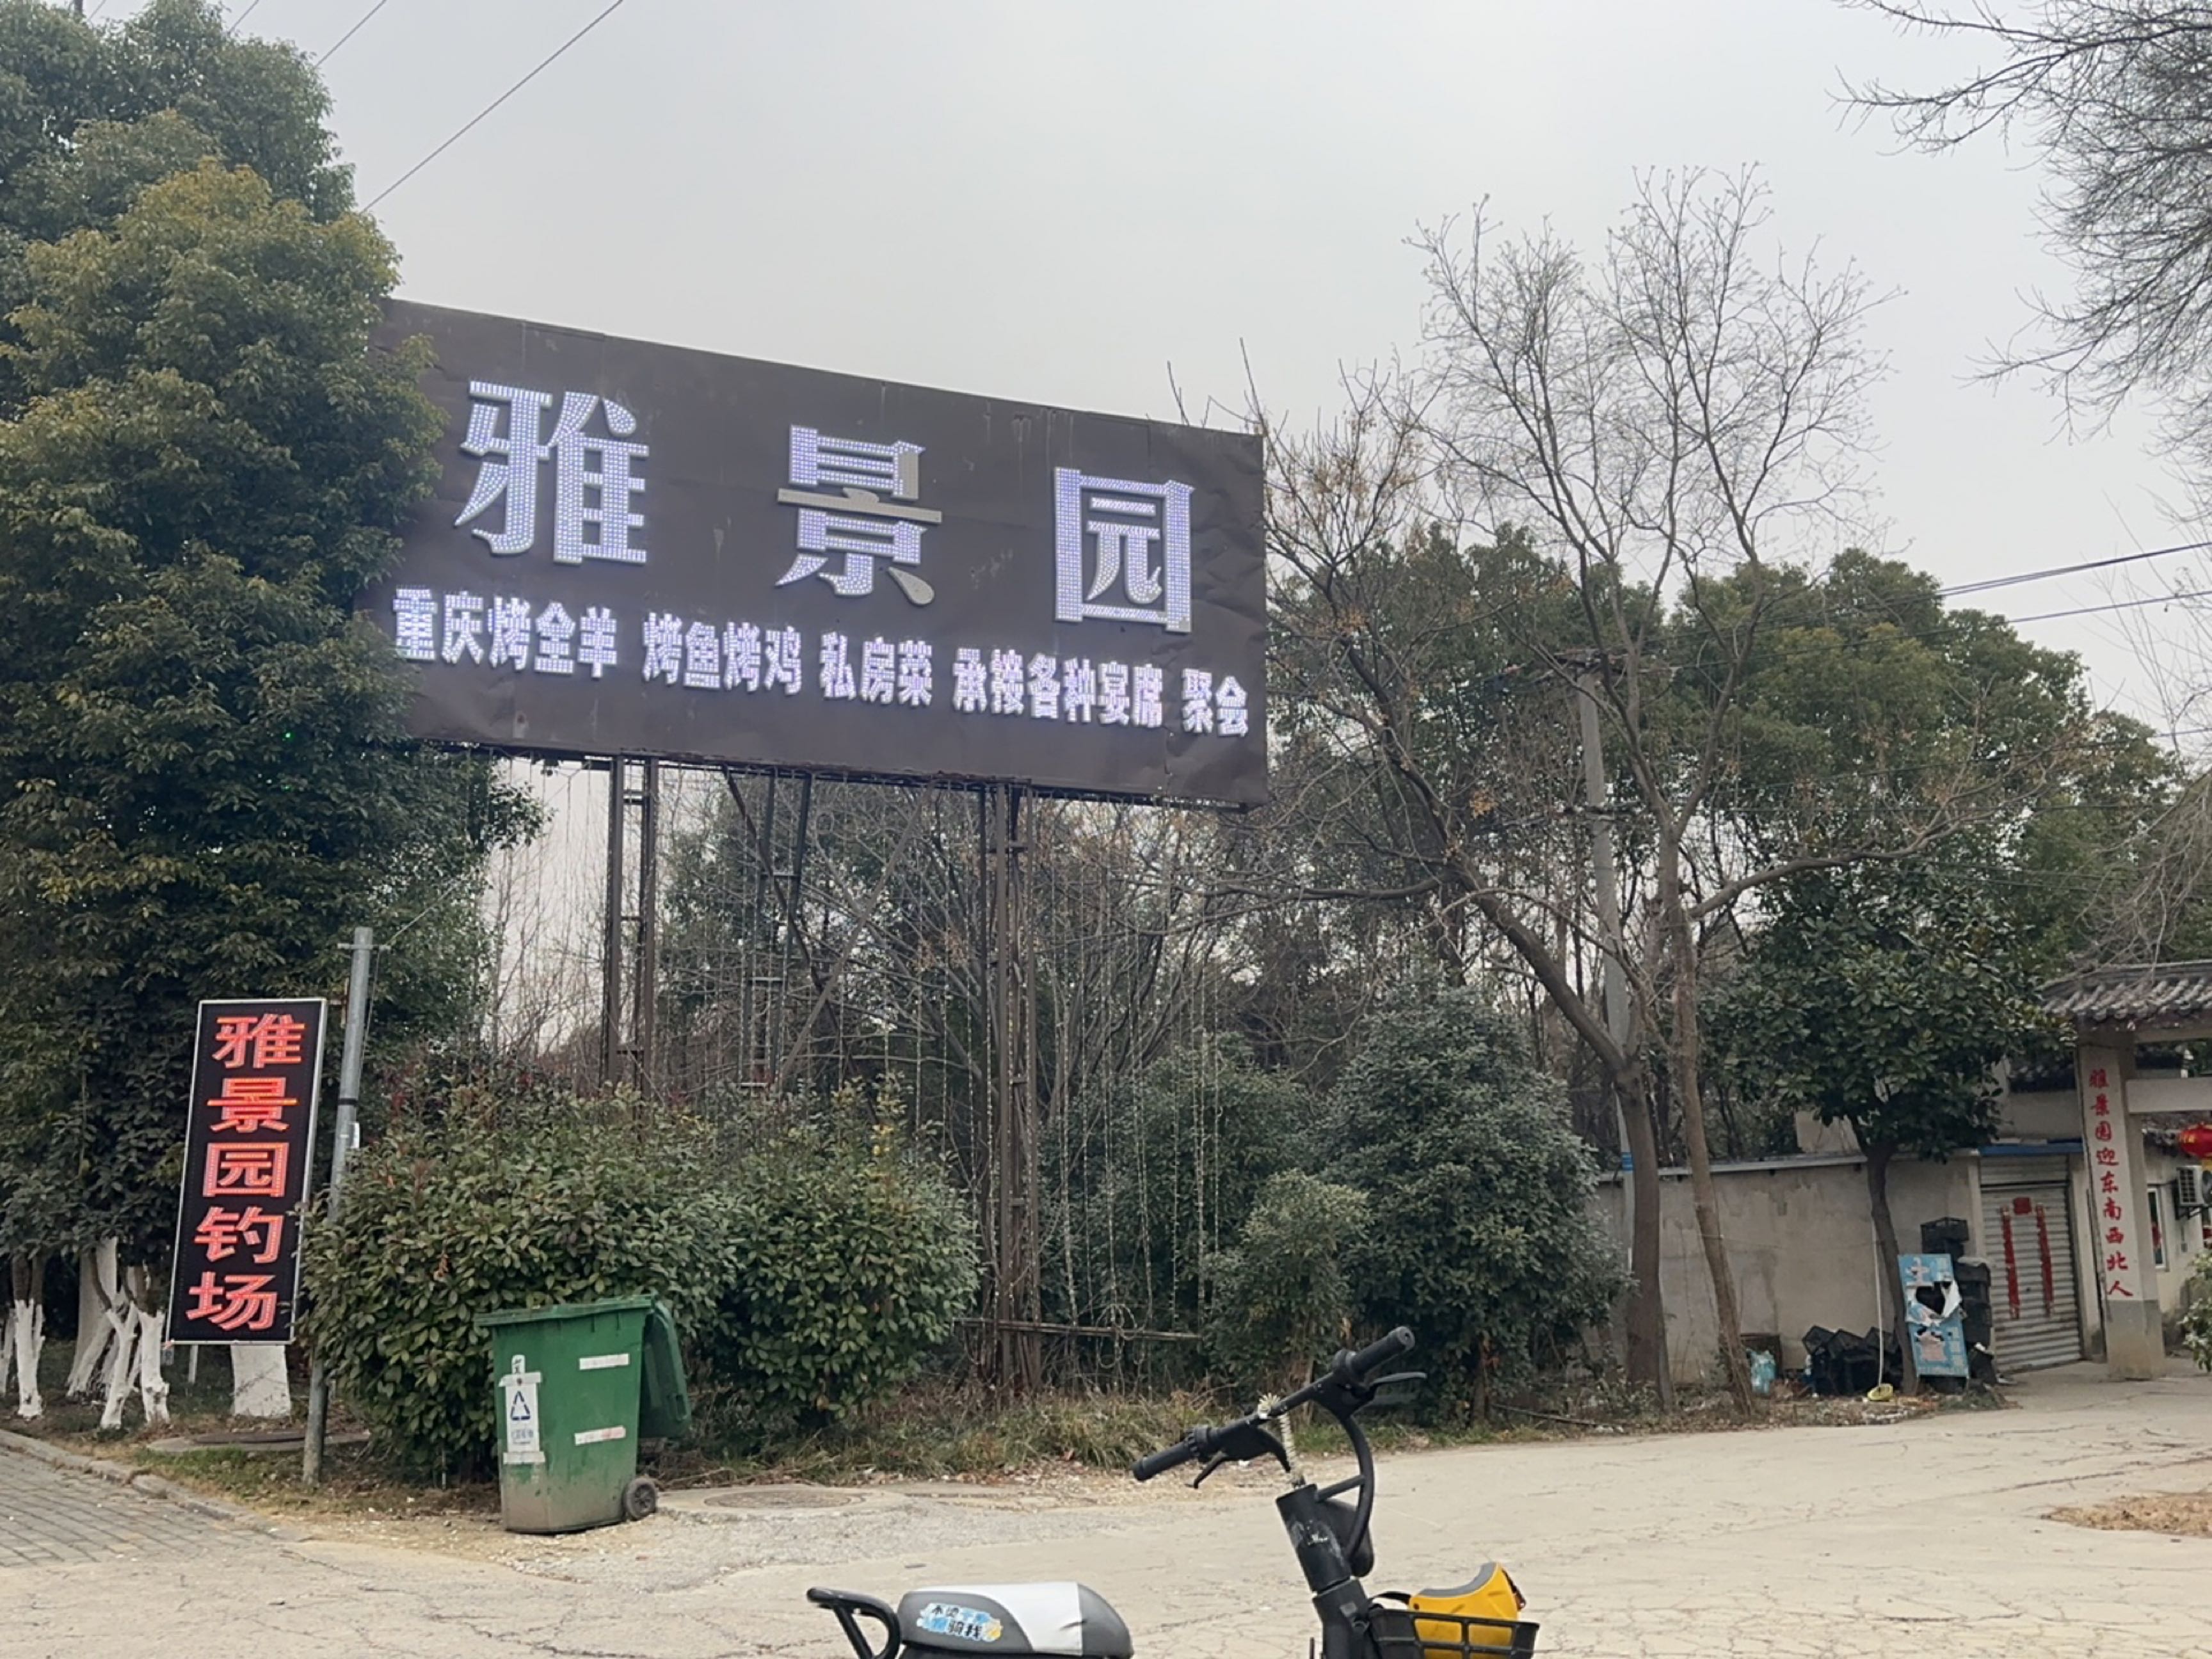 雅景园
重庆烤全羊 烤鱼烤鸡 私房菜 承接各种宴席 聚会
雅景园钓场
雅景园迎东南西北人